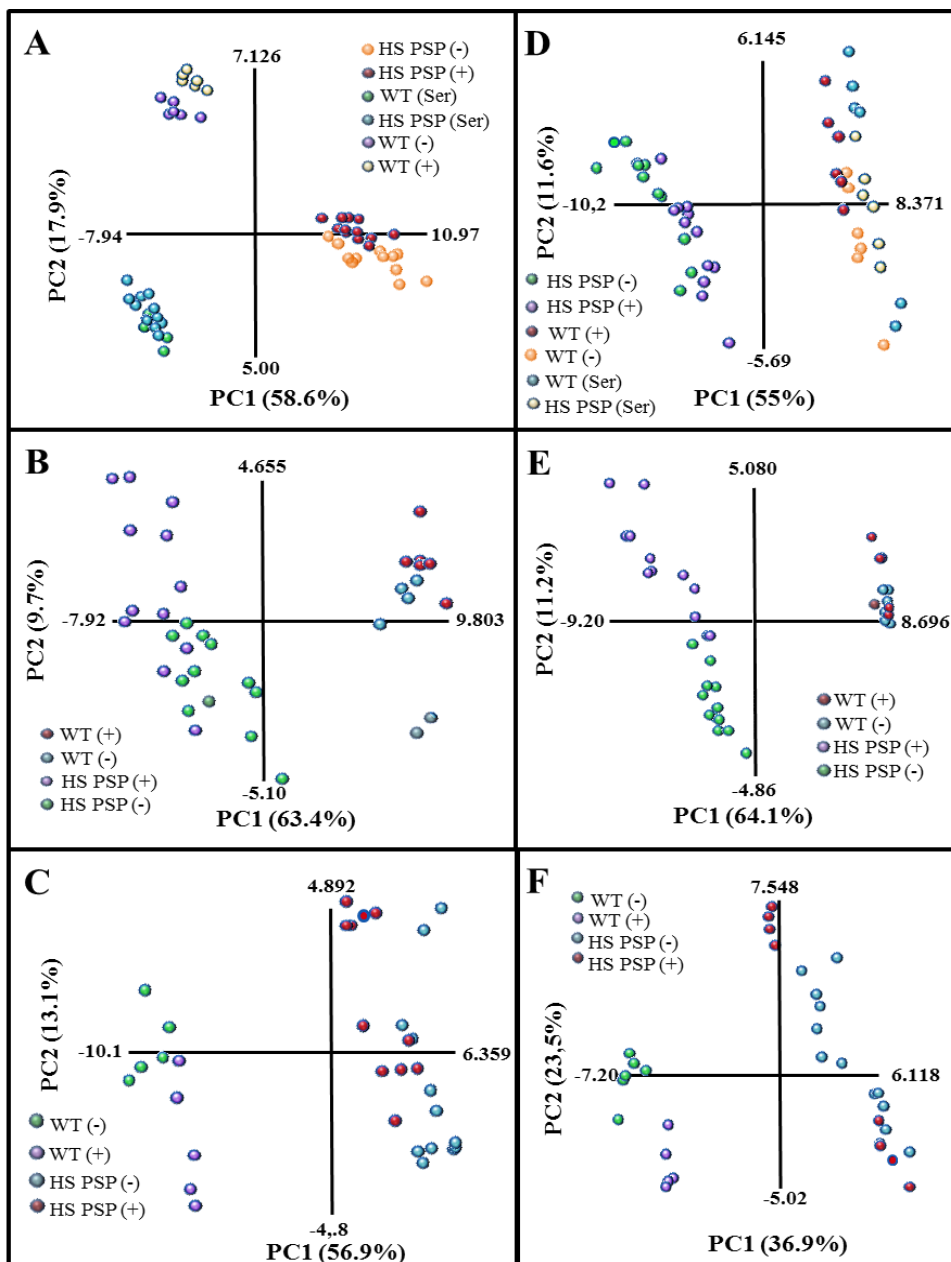 A
7.126
HS PSP (-)
HS PSP (+)
WT (Ser)
HS PSP (Ser)
WT (-)
WT (+)
PC2 (17.9%)
-7.94
10.97
5.00
PC1 (58.6%)
D
6.145
PC2 (11.6%)
-10,2
8.371
HS PSP (-)
HS PSP (+)
WT (+)
WT (-)
WT (Ser)
HS PSP (Ser)
-5.69
PC1 (55%)
B
4.655
PC2 (9.7%)
-7.92
9.803
WT (+)
WT (-)
HS PSP (+)
HS PSP (-)
-5.10
PC1 (63.4%)
E
5.080
PC2 (11.2%)
-9.20
8.696
WT (+)
WT (-)
HS PSP (+)
HS PSP (-)
-4.86
PC1 (64.1%)
C
4.892
PC2 (13.1%)
-10.1
6.359
WT (-)
WT (+)
HS PSP (-)
HS PSP (+)
-4,.8
PC1 (56.9%)
F
7.548
WT (-)
WT (+)
HS PSP (-)
HS PSP (+)
PC2 (23,5%)
-7.20
6.118
-5.02
PC1 (36.9%)